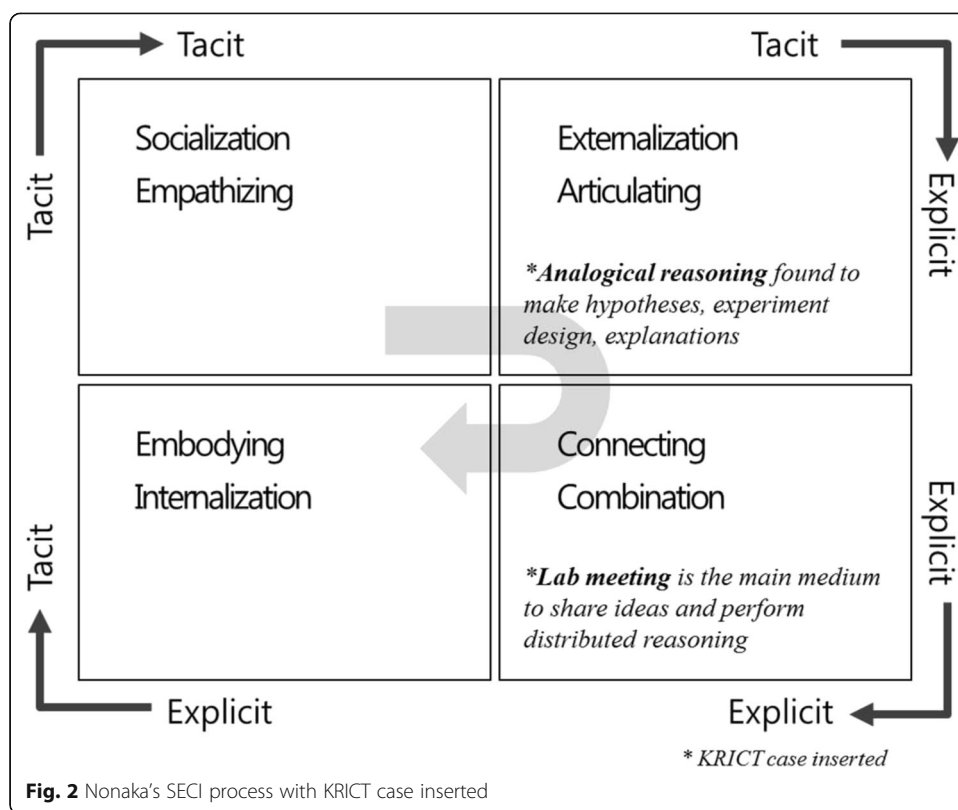 Tacit
Tacit
Tacit
Explicit
Socialization
Empathizing
Externalization
Articulating
*Analogical reasoning found to
make hypotheses, experiment
design, explanations
Embodying
Internalization
Connecting
Combination
*Lab meeting is the main medium
to share ideas and perform
distributed reasoning
Tacit
Explicit
Explicit
Explicit
* KRICT case inserted
Fig. 2 Nonaka's SECI process with KRICT case inserted